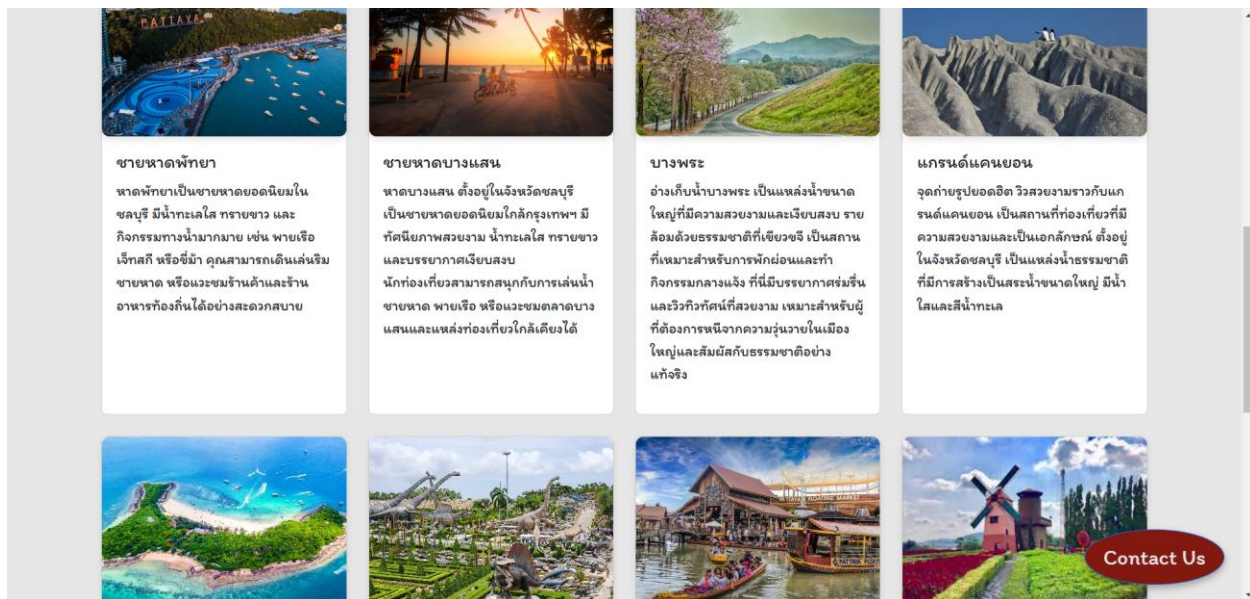 PATTAYA
ชายหาดพัทยา
หาดพัทยาเป็นชายหาดยอดนิยมใน
ชลบุรี มีน้ำทะเลใส ทรายขาว และ
กิจกรรมทางน้ำมากมาย เช่น พายเรือ
เจ็ทสกี หรือขี่ม้า คุณสามารถเดินเล่นริม
ชายหาด หรือแวะชมร้านค้าและร้าน
อาหารท้องถิ่นได้อย่างสะดวกสบาย
ชายหาดบางแสน
หาดบางแสน ตั้งอยู่ในจังหวัดชลบุรี
เป็นชายหาดยอดนิยมใกล้กรุงเทพฯ มี
ทัศนียภาพสวยงาม น้ำทะเลใส ทรายขาว
และบรรยากาศเงียบสงบ
นักท่องเที่ยวสามารถสนุกกับการเล่นน้ำ
ชายหาด พายเรือ หรือแวะชมตลาดบาง
แสนและแหล่งท่องเที่ยวใกล้เคียงได้
บางพระ
อ่างเก็บน้ำบางพระ เป็นแหล่งน้ำขนาด
ใหญ่ที่มีความสวยงามและเงียบสงบ ราย
ล้อมด้วยธรรมชาติที่เขียวขจี เป็นสถาน
ที่เหมาะสำหรับการพักผ่อนและทำ
กิจกรรมกลางแจ้ง ที่นี่มีบรรยากาศร่มรื่น
และวิวทิวทัศน์ที่สวยงาม เหมาะสำหรับผู้
ที่ต้องการหนีจากความวุ่นวายในเมือง
ใหญ่และสัมผัสกับธรรมชาติอย่าง
แท้จริง
แกรนด์แคนยอน
จุดถ่ายรูปยอดฮิต วิวสวยงามราวกับแก
รนด์แคนยอน เป็นสถานที่ท่องเที่ยวที่มี
ความสวยงามและเป็นเอกลักษณ์ ตั้งอยู่
ในจังหวัดชลบุรี เป็นแหล่งน้ำธรรมชาติ
ที่มีการสร้างเป็นสระน้ำขนาดใหญ่ มีน้ำ
ใสและสีน้ำทะเล
PATTAYA FLOATING MARKET
Contact Us